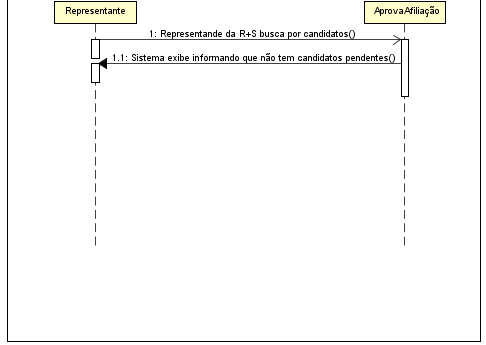 Representante
AprovaAfiliação
1: Representande da R+S busca por candidatos()
1.1: Sistema exibe informando que não tem candidatos pendentes()